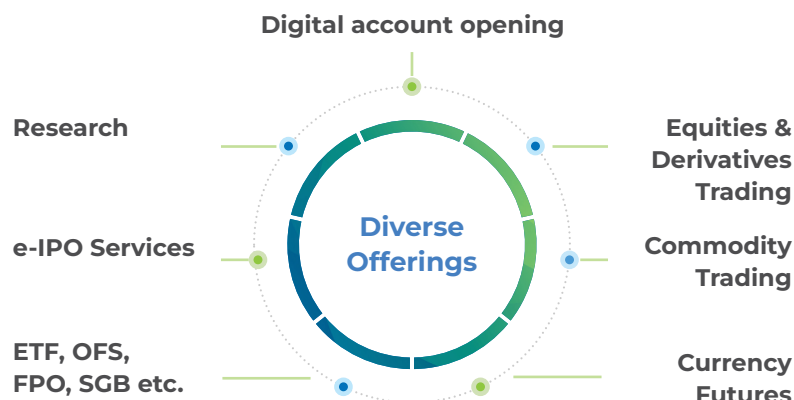 Digital account opening
Research
Equities &
Derivatives
Trading
Diverse
Offerings
e-IPO Services
Commodity
Trading
ETF, OFS,
FPO, SGB etc.
Currency
Futures